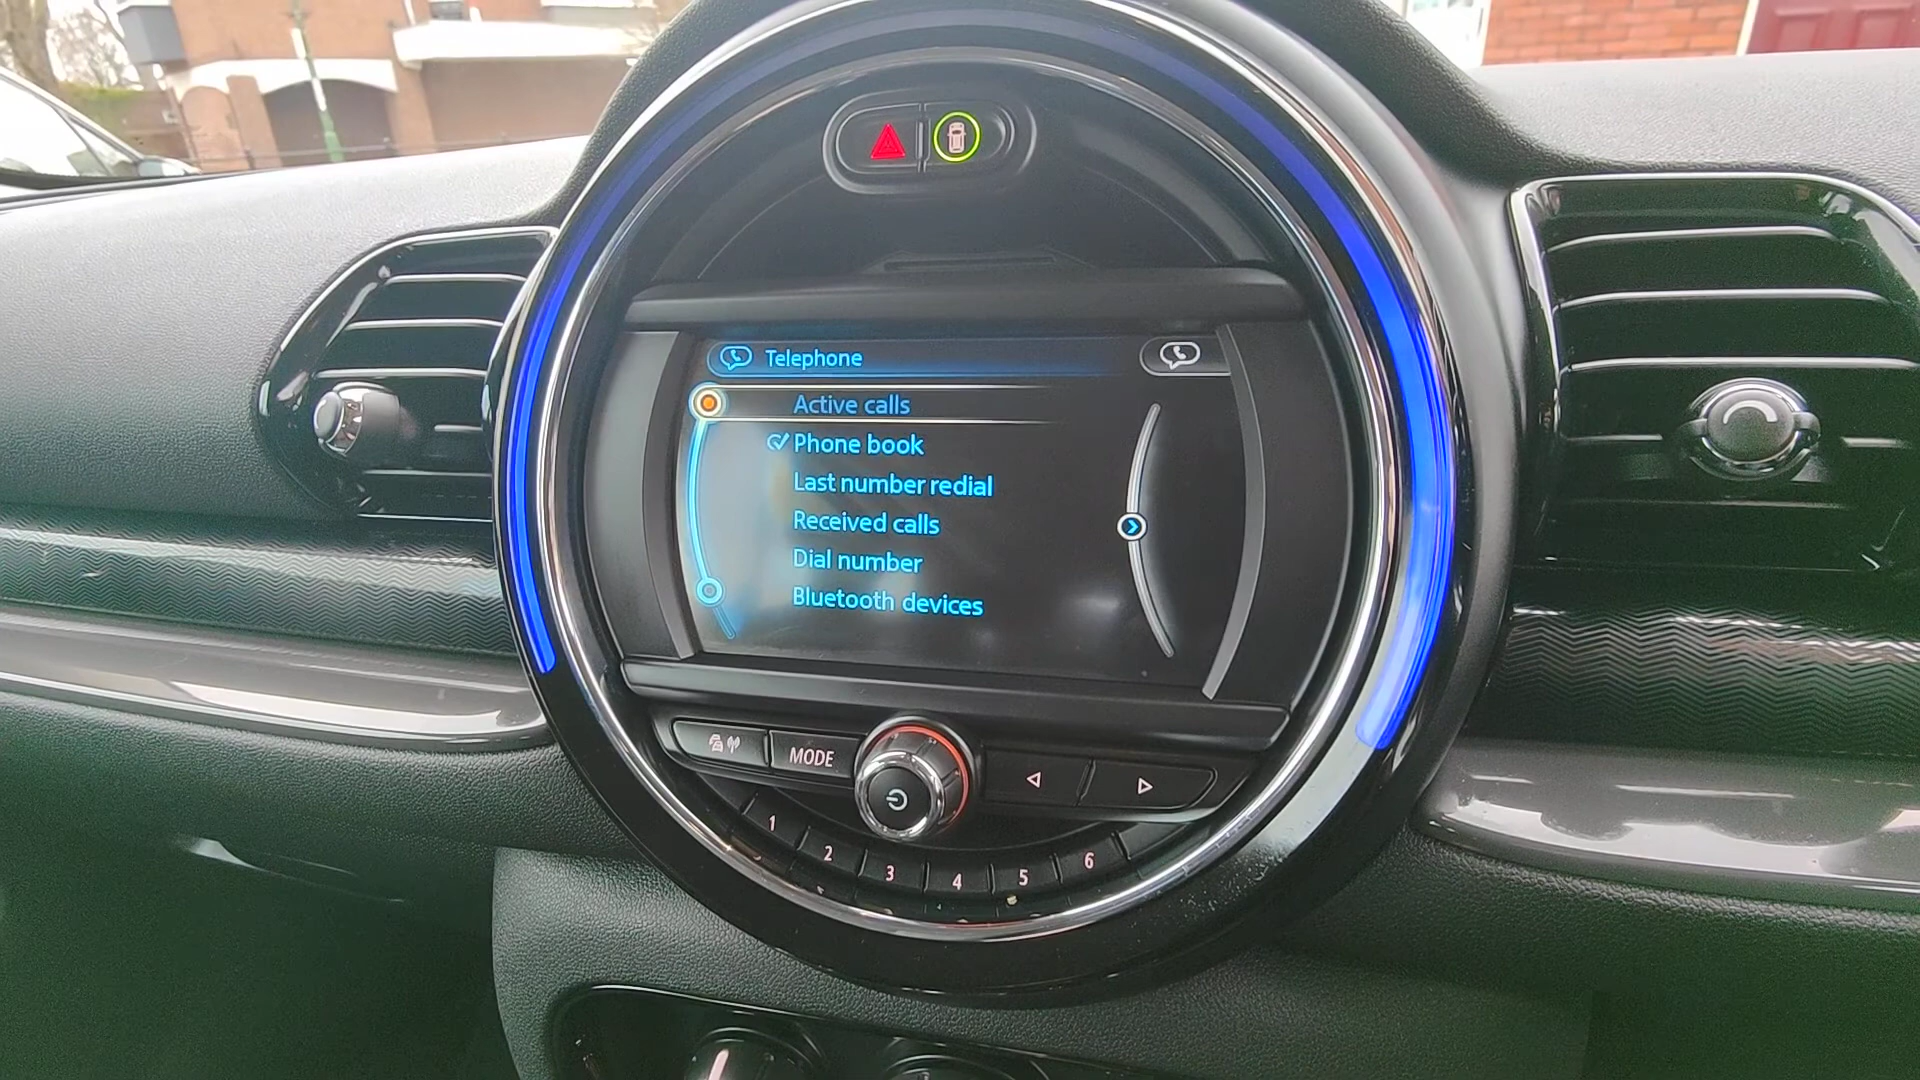 Telephone
Active calls
Phone book
Last number redial
Received calls
Dial number
Bluetooth devices
MODE
1 2 3 4 5 6